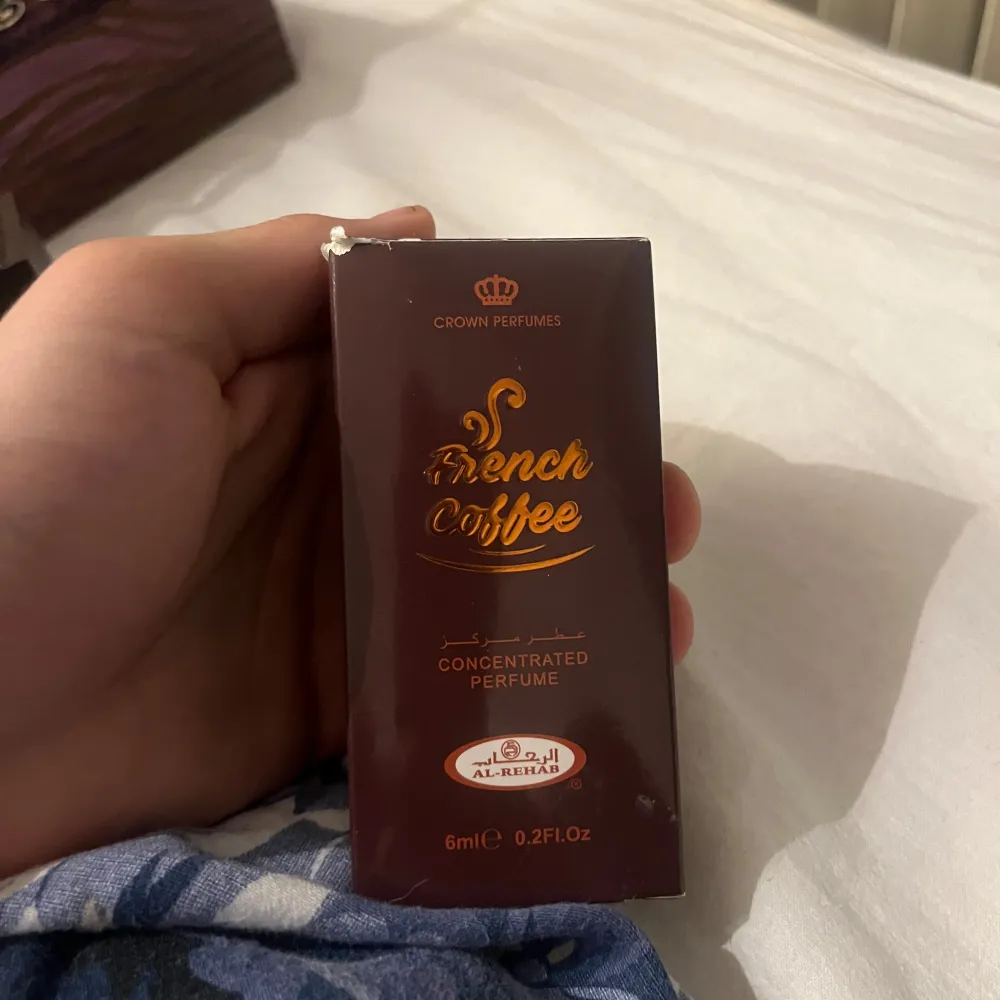 CROWN PERFUMES
French
Coffee
عطر مركز
CONCENTRATED
PERFUME
الرحاب
AL-REHAB
®
6ml℮ 0.2Fl.Oz